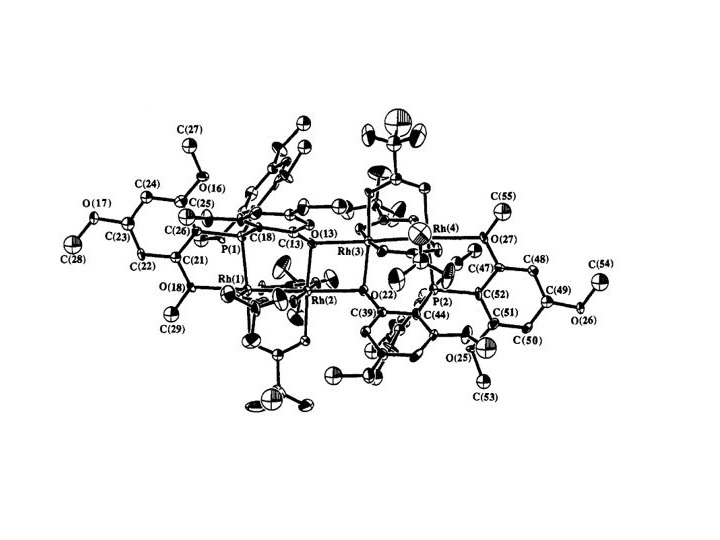 C(27)
C(24)
O(16)
O(17)
C(25)
C(26)
C(23)
C(28)
P(1)
C(18)
C(13)
O(13)
C(22)
C(21)
O(18)
Rh(1)
Rh(2)
C(29)
C(55)
Rh(4)
O(27)
Rh(3)
C(47)
C(48)
C(54)
O(22)
P(2)
C(52)
C(49)
C(39)
C(44)
C(51)
O(26)
C(50)
O(25)
C(53)